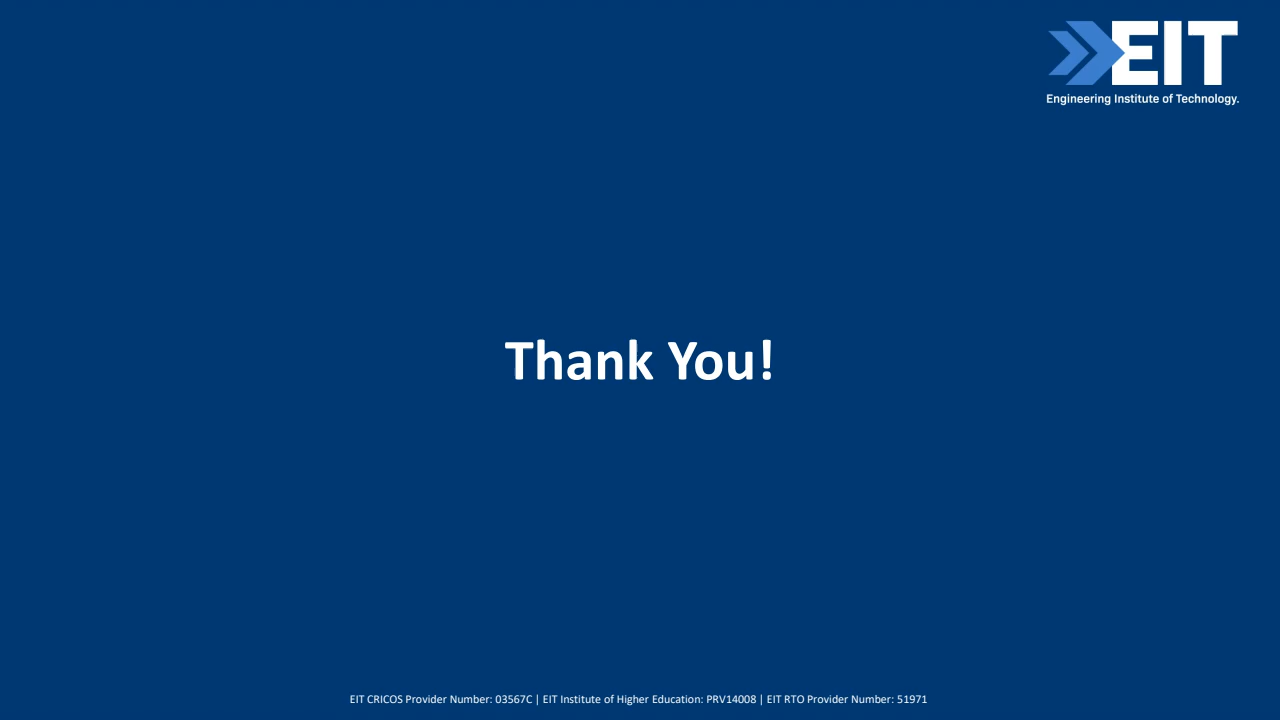 EIT
Engineering Institute of Technology.
Thank You!
EIT CRICOS Provider Number: 03567C | EIT Institute of Higher Education: PRV14008 | EIT RTO Provider Number: 51971